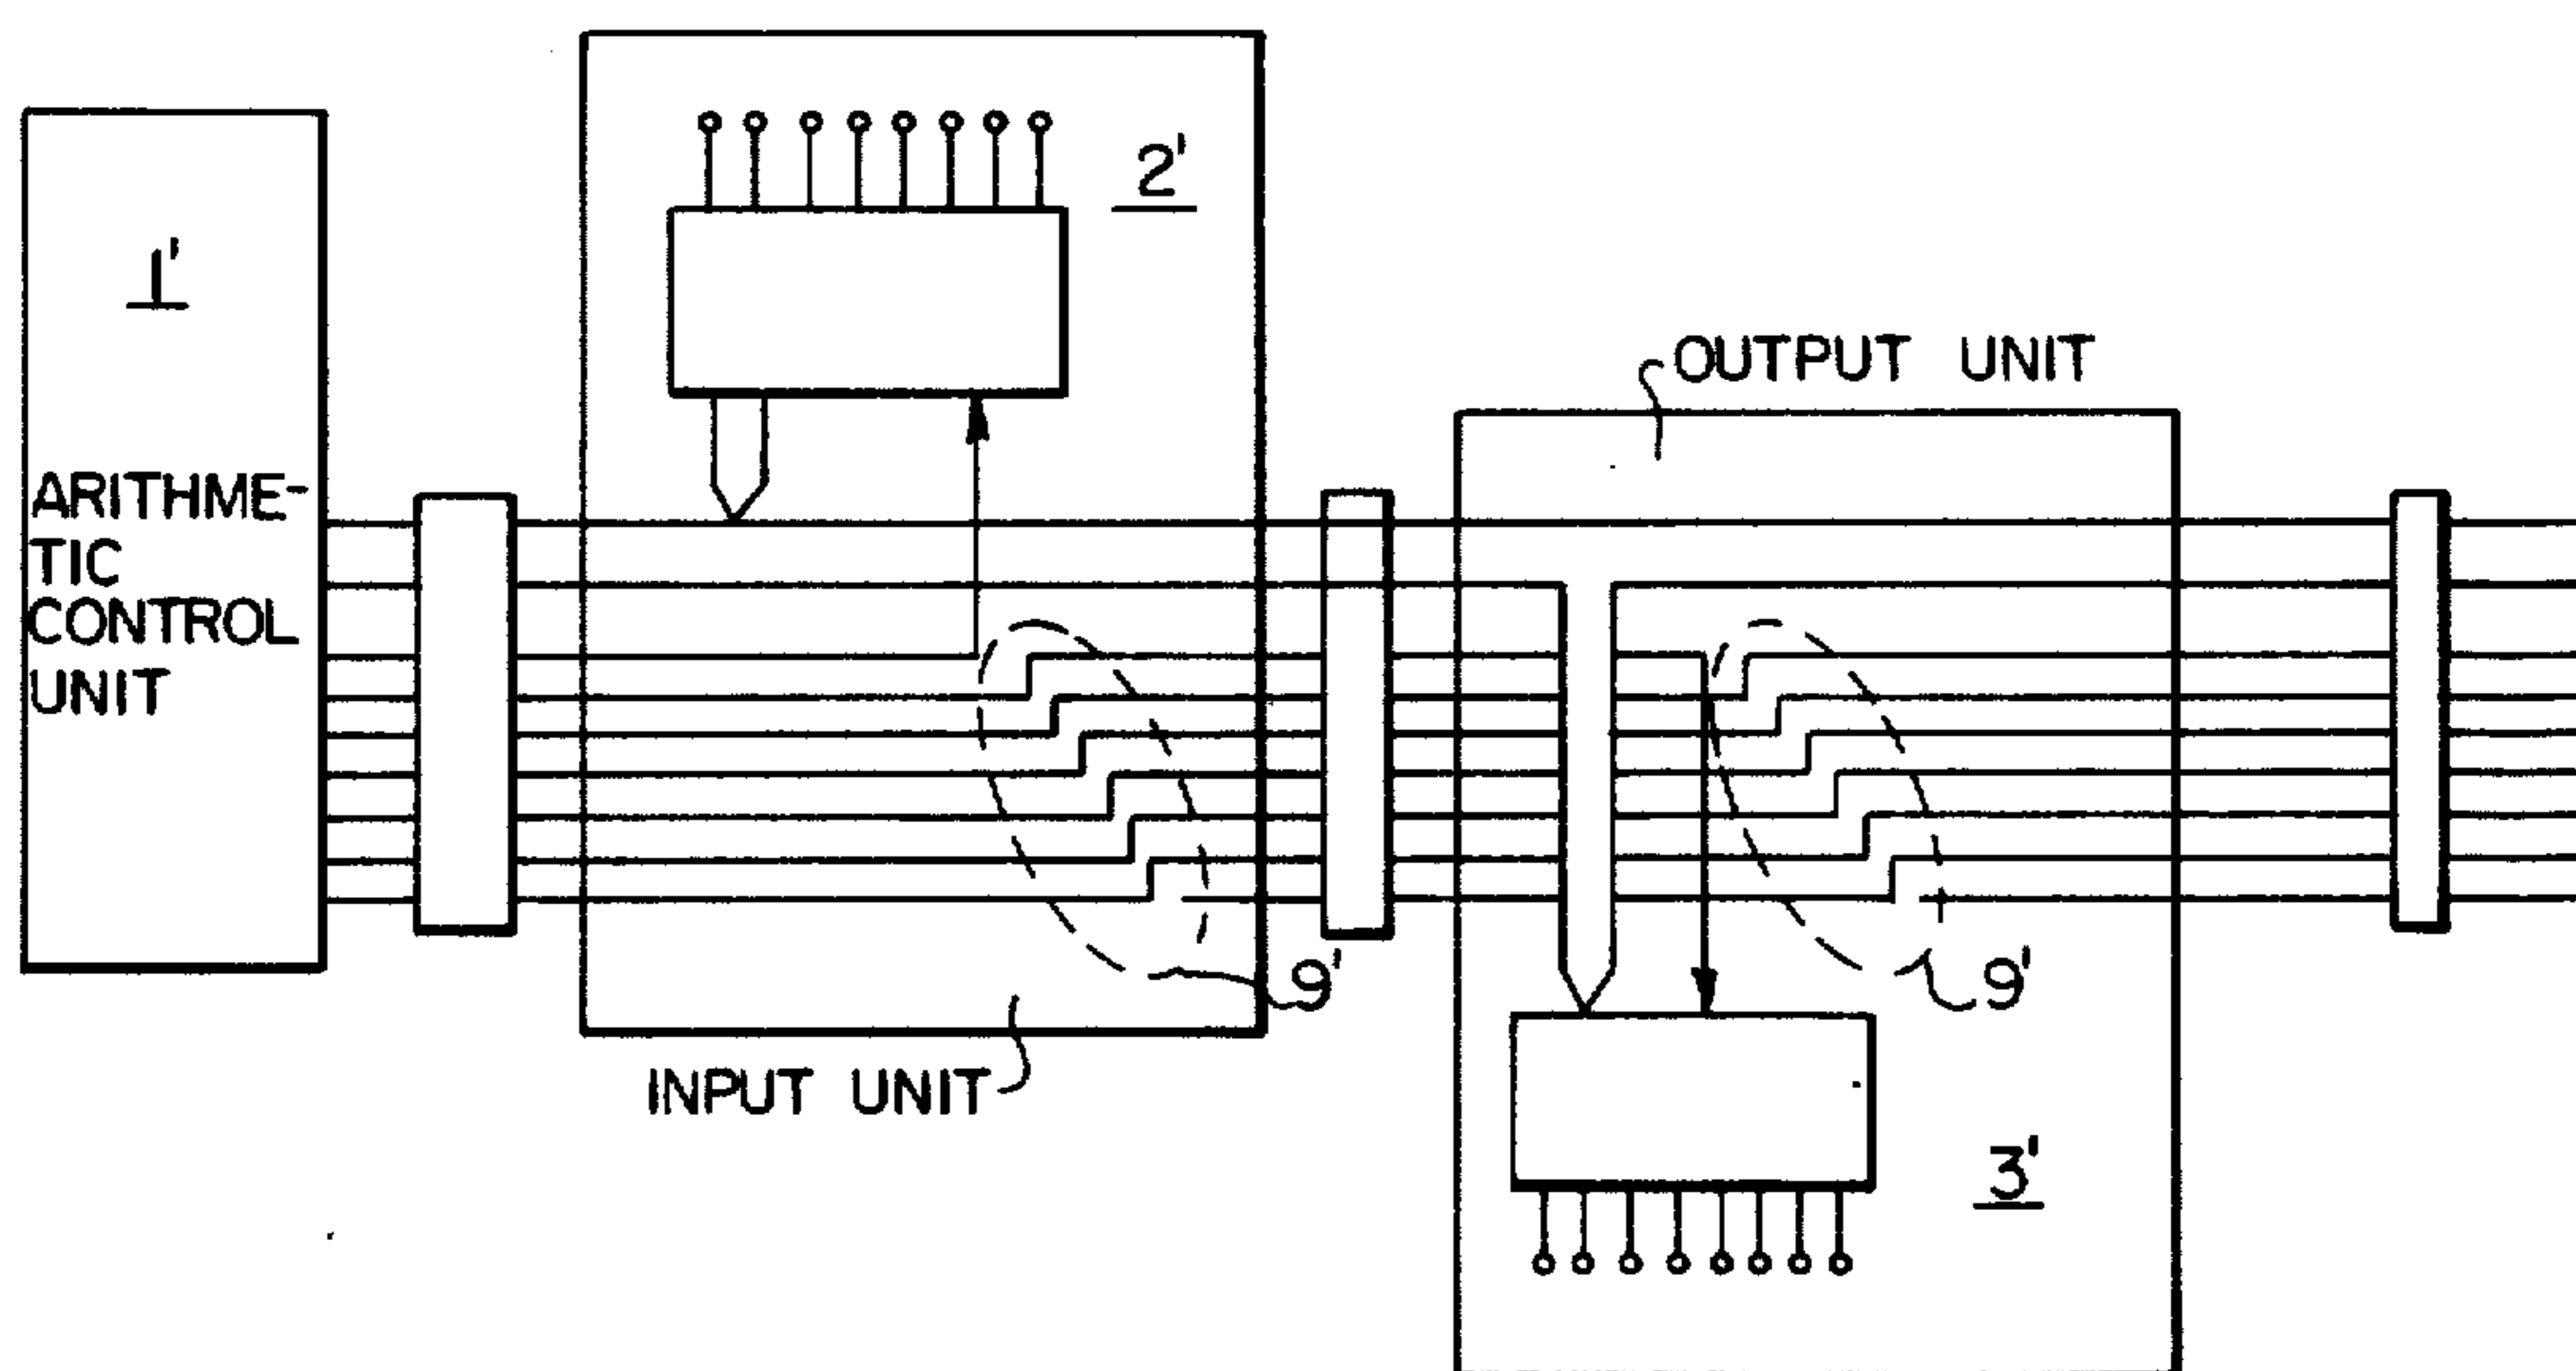 1'
ARITHME-
TIC
CONTROL
UNIT
2'
INPUT UNIT
9'
OUTPUT UNIT
9'
3'